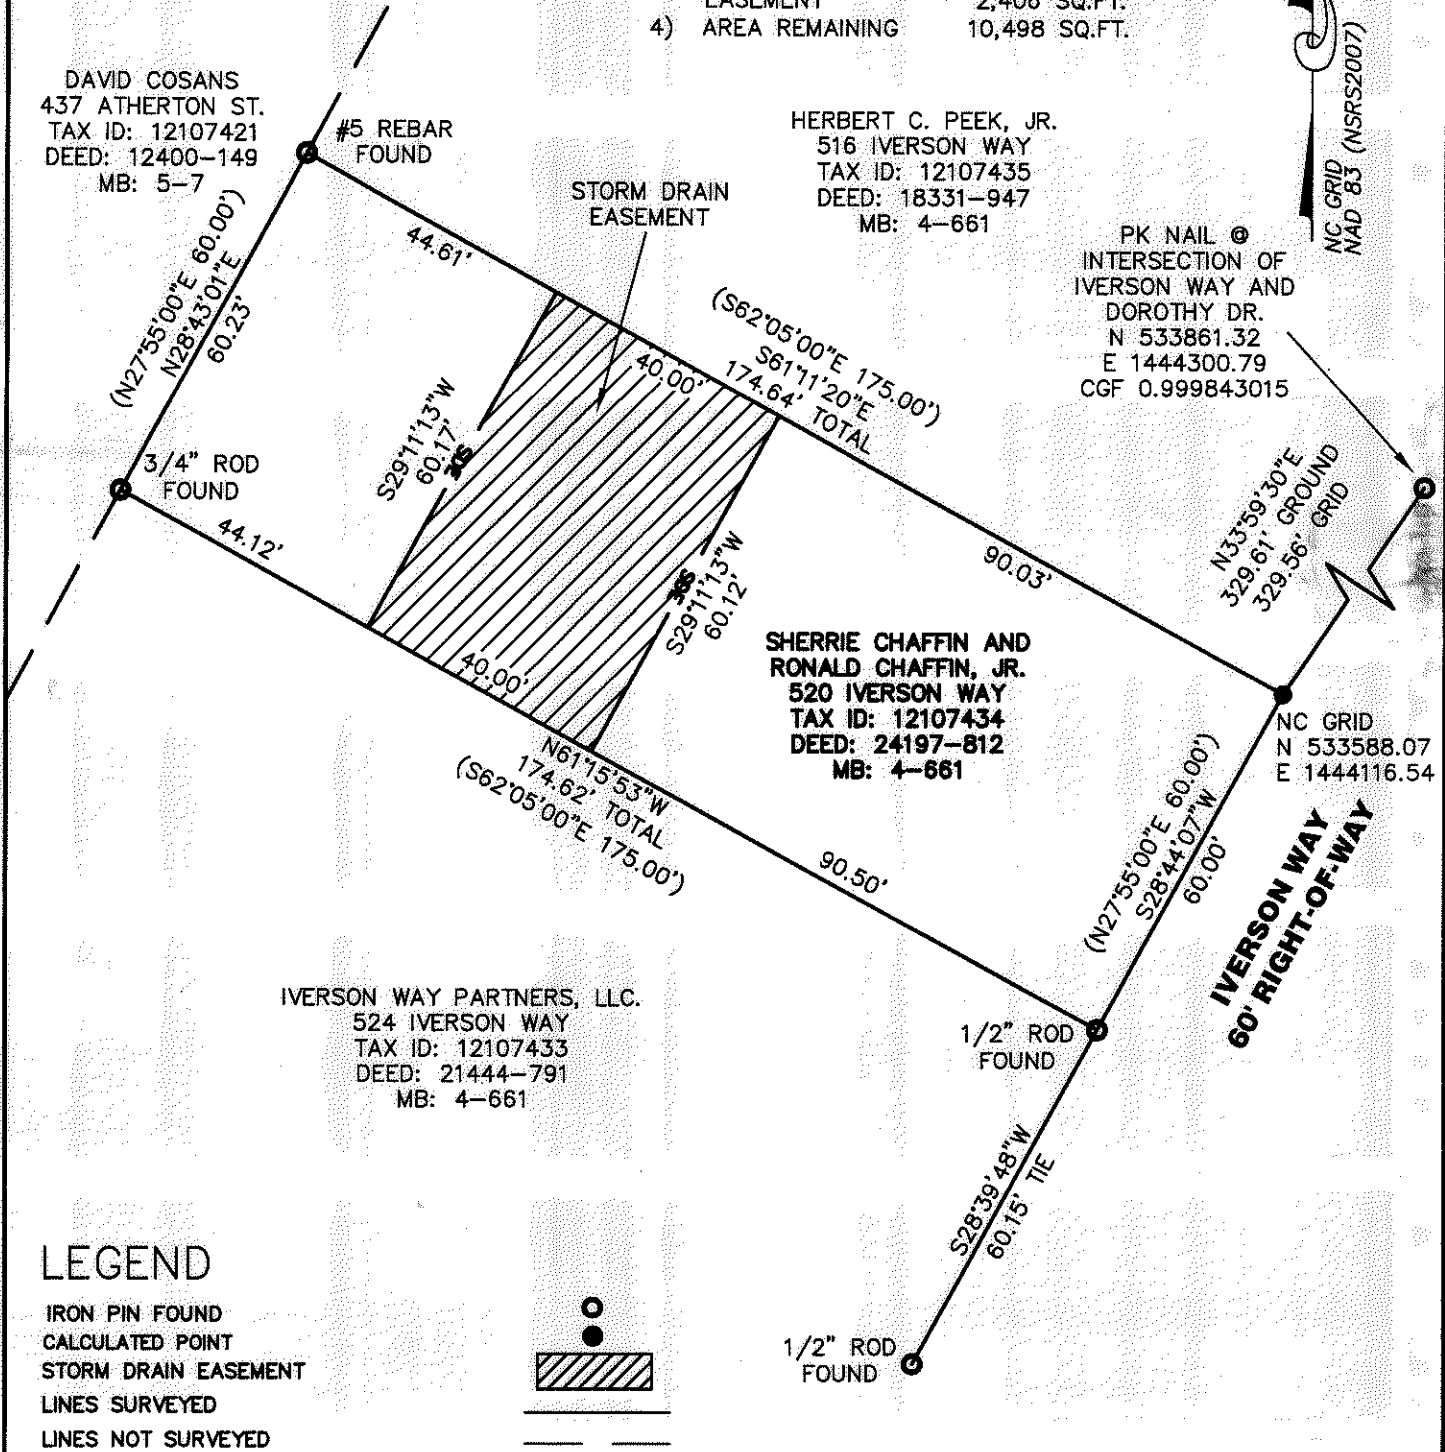 EASEMENT 2,406 SQ.FT.
4) AREA REMAINING 10,498 SQ.FT.
NC GRID
NAD 83 (NSRS2007)
DAVID COSANS
437 ATHERTON ST.
TAX ID: 12107421
DEED: 12400-149
MB: 5-7
#5 REBAR
FOUND
HERBERT C. PEEK, JR.
516 IVERSON WAY
TAX ID: 12107435
DEED: 18331-947
MB: 4-661
STORM DRAIN
EASEMENT
PK NAIL @
INTERSECTION OF
IVERSON WAY AND
DOROTHY DR.
N 533861.32
E 1444300.79
CGF 0.999843015
(N27°55'00"E 60.00')
N28°43'01"E
60.23'
44.61'
40.00'
(S62°05'00"E 175.00')
S61°11'20"E
174.64' TOTAL
90.03'
3/4" ROD
FOUND
S29°11'13"W
60.17'
S29°11'13"W
60.12'
N33°59'30"E
329.61' GROUND
329.56' GRID
44.12'
40.00'
SHERRIE CHAFFIN AND
RONALD CHAFFIN, JR.
520 IVERSON WAY
TAX ID: 12107434
DEED: 24197-812
MB: 4-661
NC GRID
N 533588.07
E 1444116.54
N61°15'53"W
174.62' TOTAL
(S62°05'00"E 175.00')
90.50'
(N27°55'00"E 60.00')
S28°44'07"W
60.00'
IVERSON WAY
60' RIGHT-OF-WAY
IVERSON WAY PARTNERS, LLC.
524 IVERSON WAY
TAX ID: 12107433
DEED: 21444-791
MB: 4-661
1/2" ROD
FOUND
S28°39'48"W
60.15' TIE
1/2" ROD
FOUND
LEGEND
IRON PIN FOUND
CALCULATED POINT
STORM DRAIN EASEMENT
LINES SURVEYED
LINES NOT SURVEYED